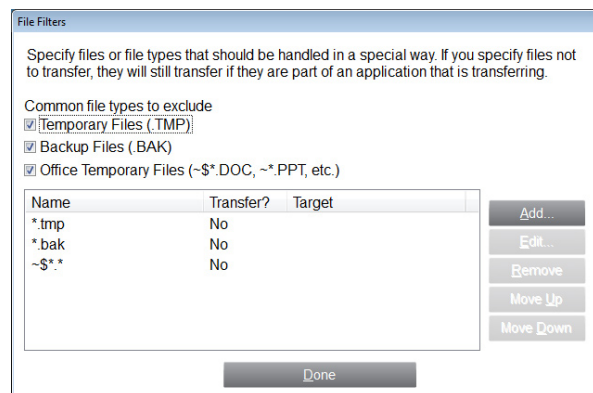 File Filters
Specify files or file types that should be handled in a special way. If you specify files not
to transfer, they will still transfer if they are part of an application that is transferring.
Common file types to exclude
Temporary Files (.TMP)
Backup Files (.BAK)
Office Temporary Files (~$*.DOC, ~*.PPT, etc.)
Name Transfer? Target
*.tmp No
*.bak No
~$*.* No
Add...
Edit...
Remove
Move Up
Move Down
Done